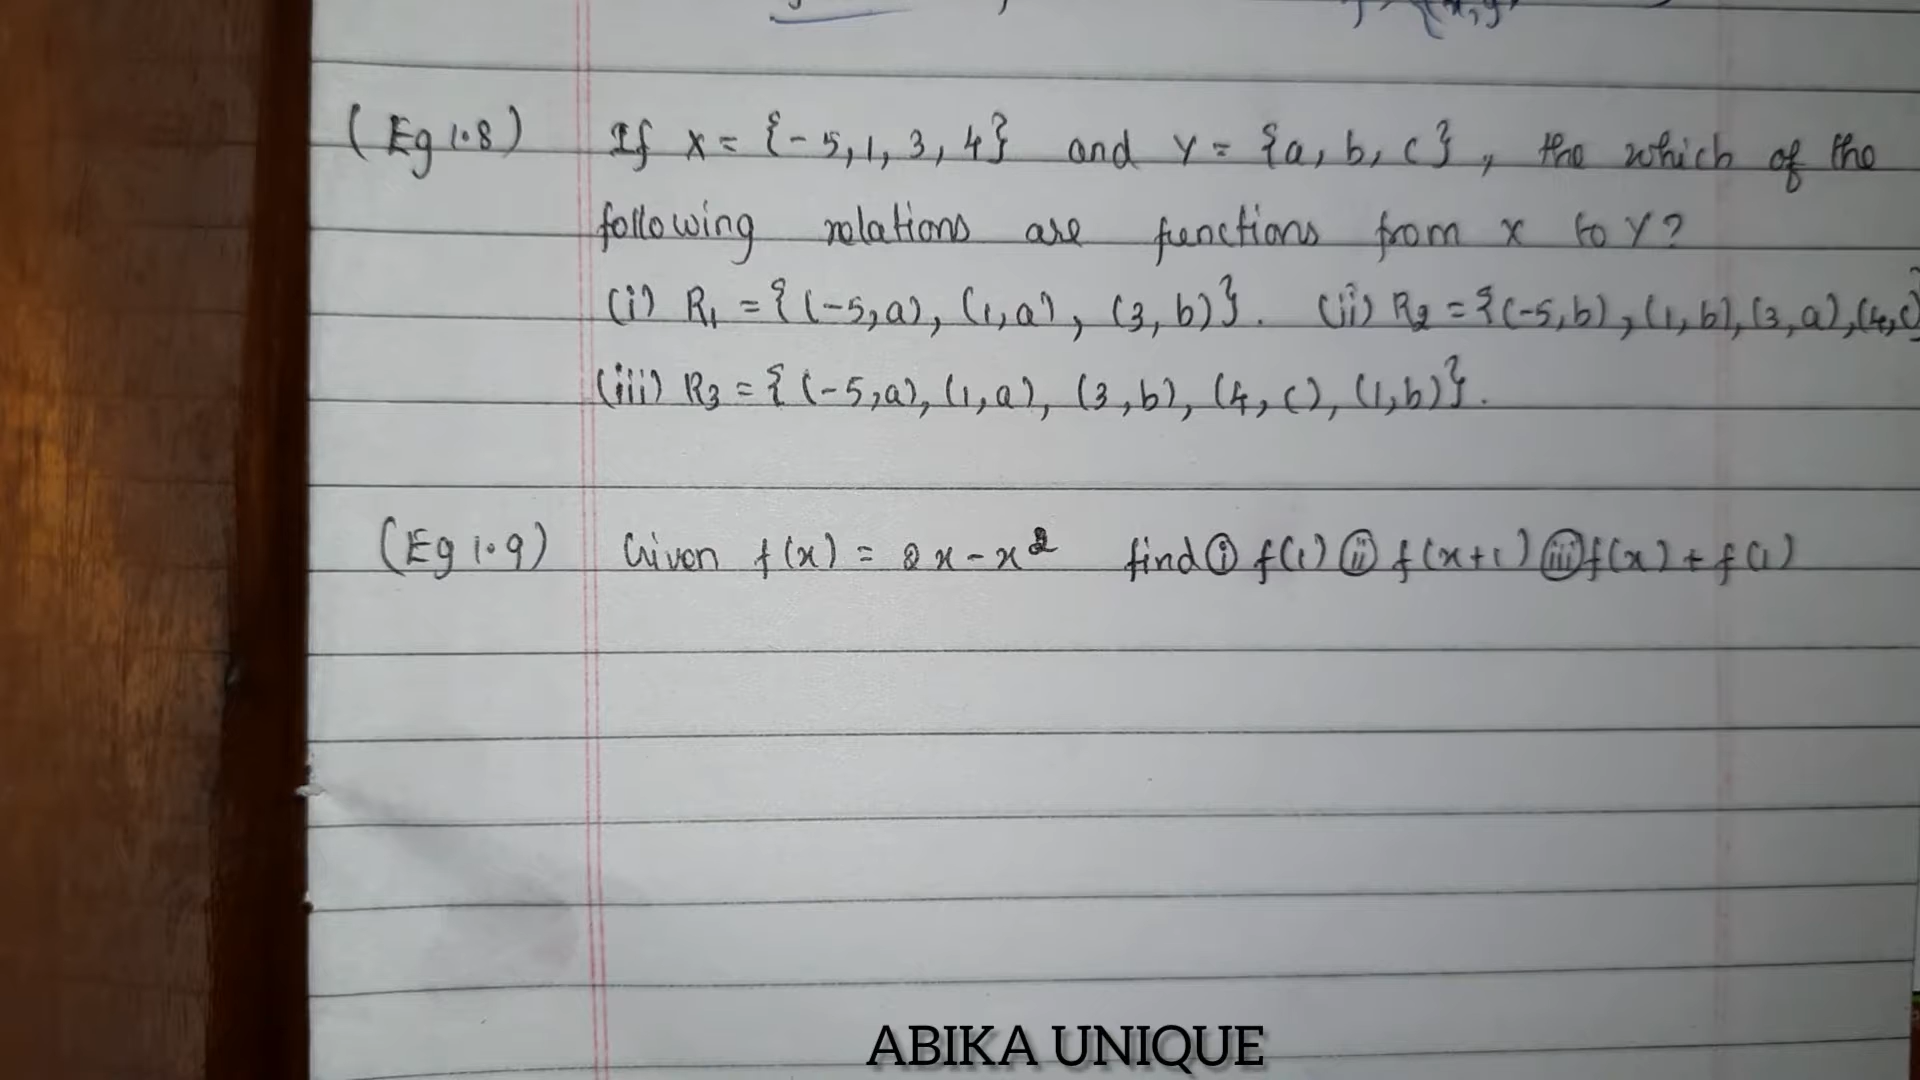 (Eg 1.8) If x = {-5, 1, 3, 4} and Y = {a, b, c}, the which of the
following relations are functions from x to Y?
(i) R₁ = {(-5,a), (1,a), (3,b)}. (ii) R₂ = {(-5,b), (1,b), (3,a), (4,c)}
(iii) R₃ = {(-5,a), (1,a), (3,b), (4,c), (1,b)}.
(Eg 1.9) Given f(x) = 2x - x² find (i) f(1) (ii) f(x+1) (iii) f(x) + f(1)
ABIKA UNIQUE